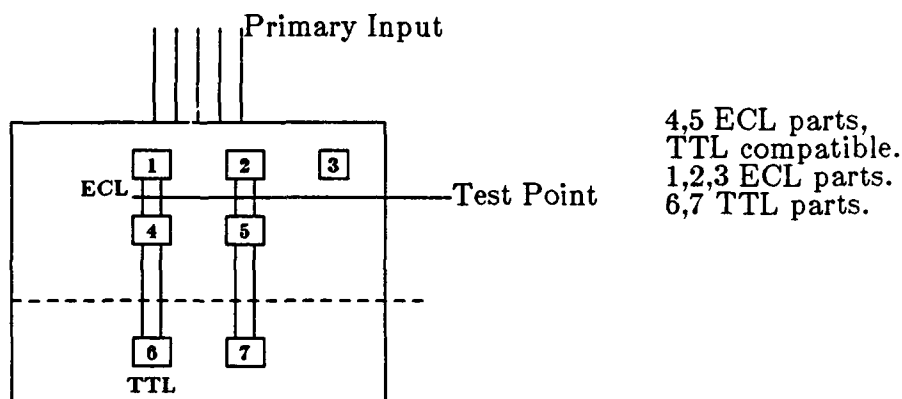 Primary Input
1 2 3
ECL
Test Point
4 5
6 7
TTL
4,5 ECL parts,
TTL compatible.
1,2,3 ECL parts.
6,7 TTL parts.